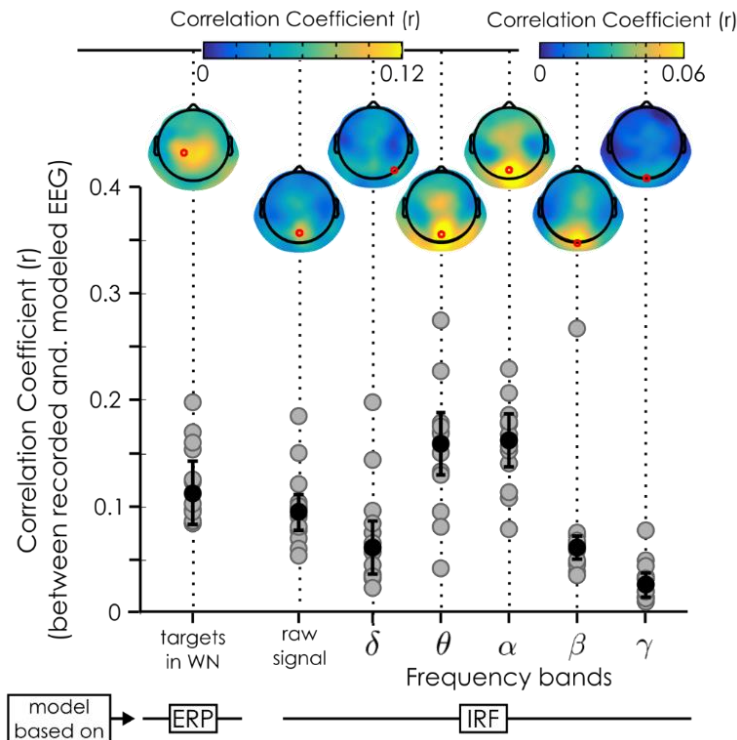 Correlation Coefficient (r)
Correlation Coefficient (r)
0
0.12
0
0.06
Correlation Coefficient (r)
(between recorded and. modeled EEG)
0.4
0.3
0.2
0.1
0
targets
in WN
raw
signal
δ
θ
α
β
γ
Frequency bands
model
based on
ERP
IRF